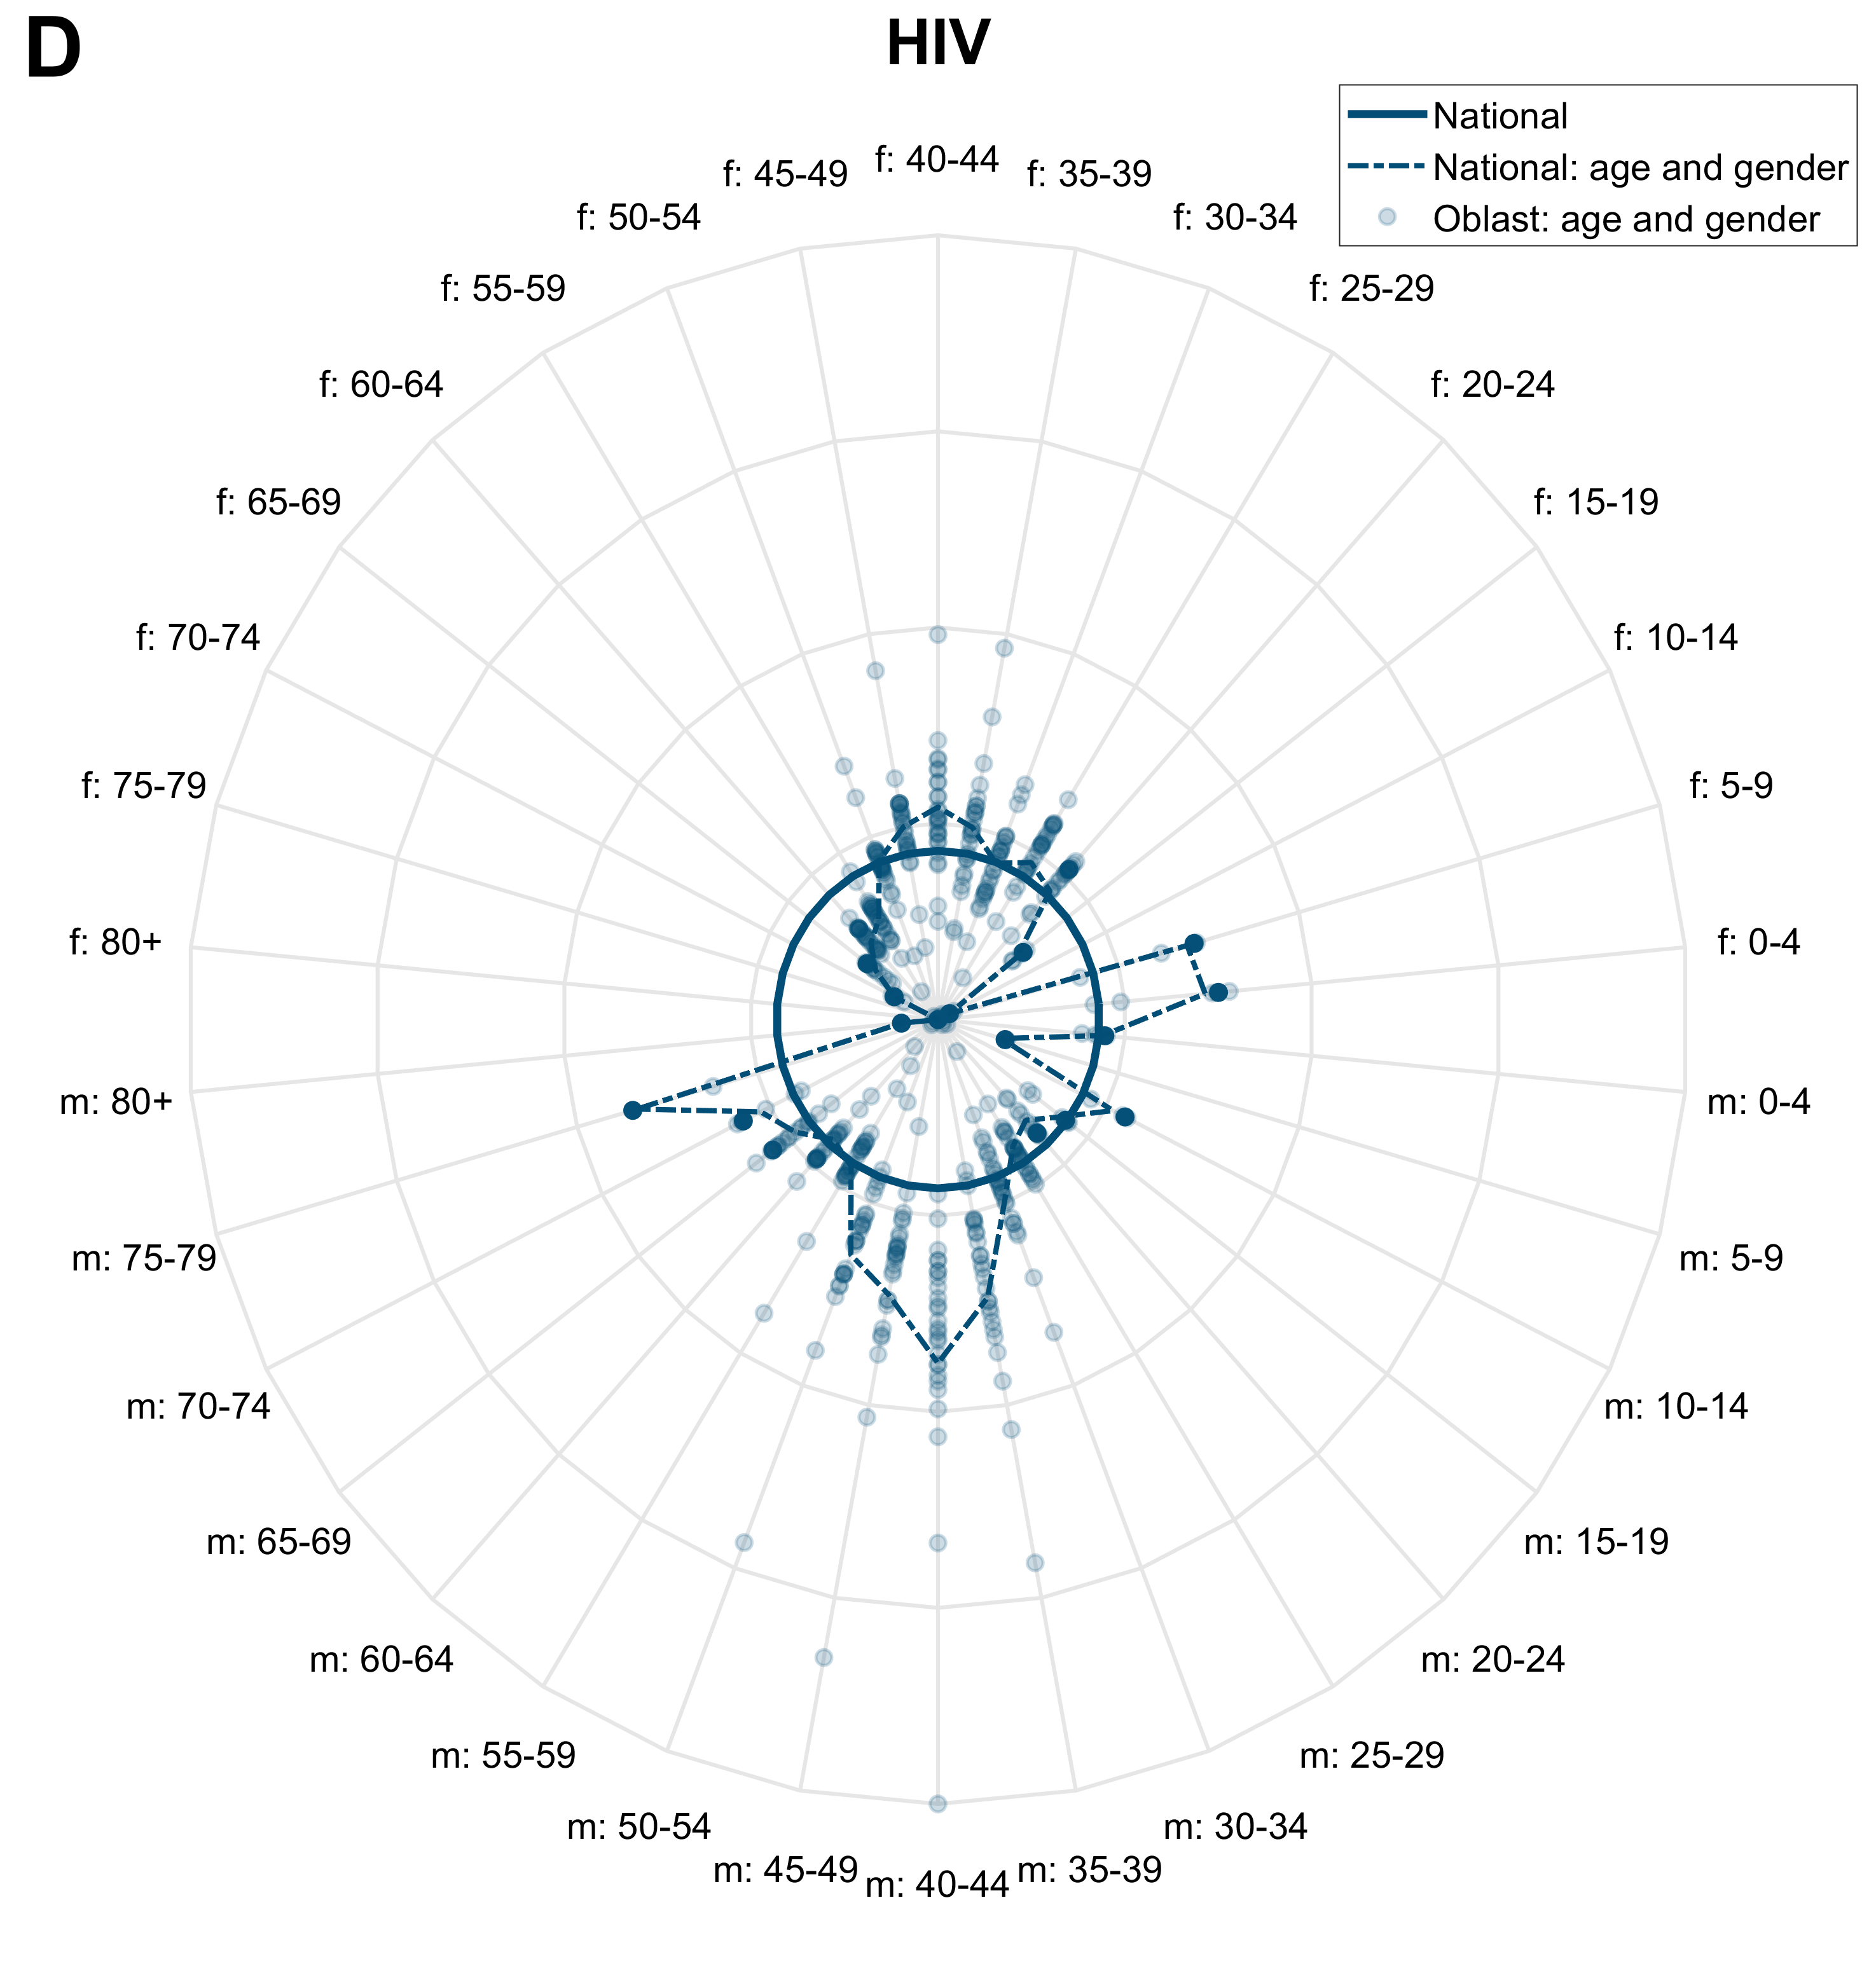 D
HIV
National
National: age and gender
Oblast: age and gender
f: 40-44
f: 45-49
f: 35-39
f: 50-54
f: 30-34
f: 55-59
f: 25-29
f: 60-64
f: 20-24
f: 65-69
f: 15-19
f: 70-74
f: 10-14
f: 75-79
f: 5-9
f: 80+
f: 0-4
m: 80+
m: 0-4
m: 75-79
m: 5-9
m: 70-74
m: 10-14
m: 65-69
m: 15-19
m: 60-64
m: 20-24
m: 55-59
m: 25-29
m: 50-54
m: 30-34
m: 45-49
m: 40-44
m: 35-39